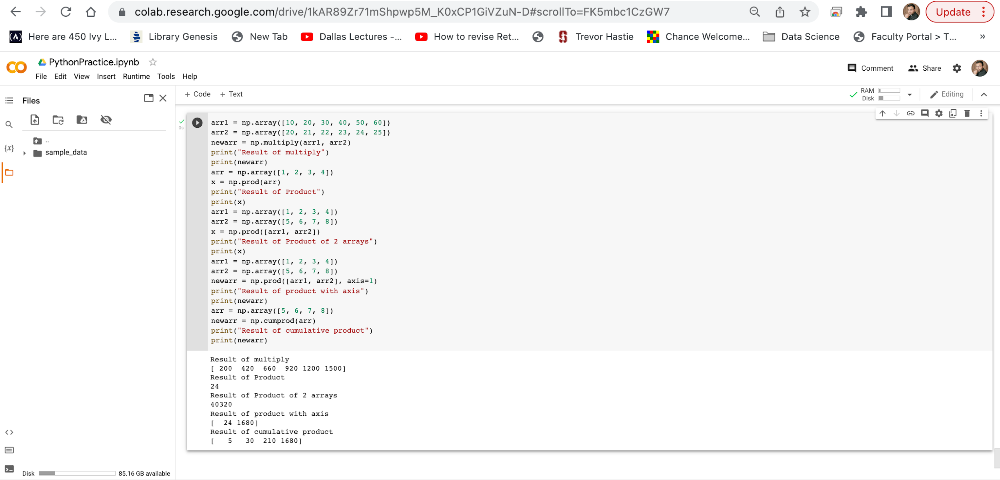 colab.research.google.com/drive/1kAR89Zr71mShpwp5M_K0xCP1GiVZuN-D#scrollTo=FK5mbc1CzGW7
Update
Here are 450 Ivy L... Library Genesis New Tab Dallas Lectures -... How to revise Ret... Trevor Hastie Chance Welcome... Data Science Faculty Portal > T... »
CO PythonPractice.ipynb
File Edit View Insert Runtime Tools Help
Comment Share
Files
+ Code + Text
RAM
Disk
Editing
..
sample_data
{x}
0s
arr1 = np.array([10, 20, 30, 40, 50, 60])
arr2 = np.array([20, 21, 22, 23, 24, 25])
newarr = np.multiply(arr1, arr2)
print("Result of multiply")
print(newarr)
arr = np.array([1, 2, 3, 4])
x = np.prod(arr)
print("Result of Product")
print(x)
arr1 = np.array([1, 2, 3, 4])
arr2 = np.array([5, 6, 7, 8])
x = np.prod([arr1, arr2])
print("Result of Product of 2 arrays")
print(x)
arr1 = np.array([1, 2, 3, 4])
arr2 = np.array([5, 6, 7, 8])
newarr = np.prod([arr1, arr2], axis=1)
print("Result of product with axis")
print(newarr)
arr = np.array([5, 6, 7, 8])
newarr = np.cumprod(arr)
print("Result of cumulative product")
print(newarr)
Result of multiply
[ 200  420  660  920 1200 1500]
Result of Product
24
Result of Product of 2 arrays
40320
Result of product with axis
[  24 1680]
Result of cumulative product
[   5   30  210 1680]
<>
Disk 85.16 GB available